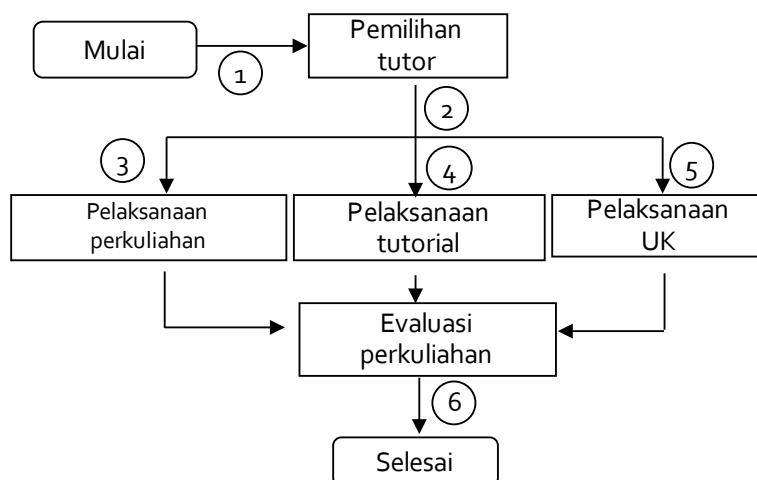 Mulai
Pemilihan
tutor
1
2
3
4
5
Pelaksanaan
perkuliahan
Pelaksanaan
tutorial
Pelaksanaan
UK
Evaluasi
perkuliahan
6
Selesai